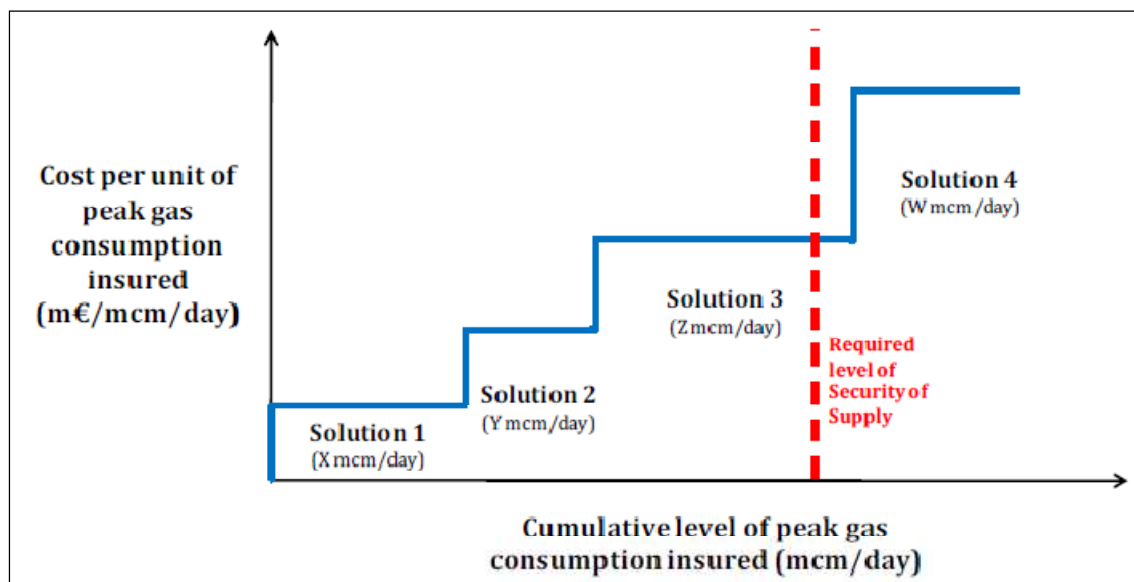 Cost per unit of
peak gas
consumption
insured
(m€/mcm/day)
Solution 4
(W mcm/day)
Solution 3
(Z mcm/day)
Required
level of
Security of
Supply
Solution 2
(Y mcm/day)
Solution 1
(X mcm/day)
Cumulative level of peak gas
consumption insured (mcm/day)